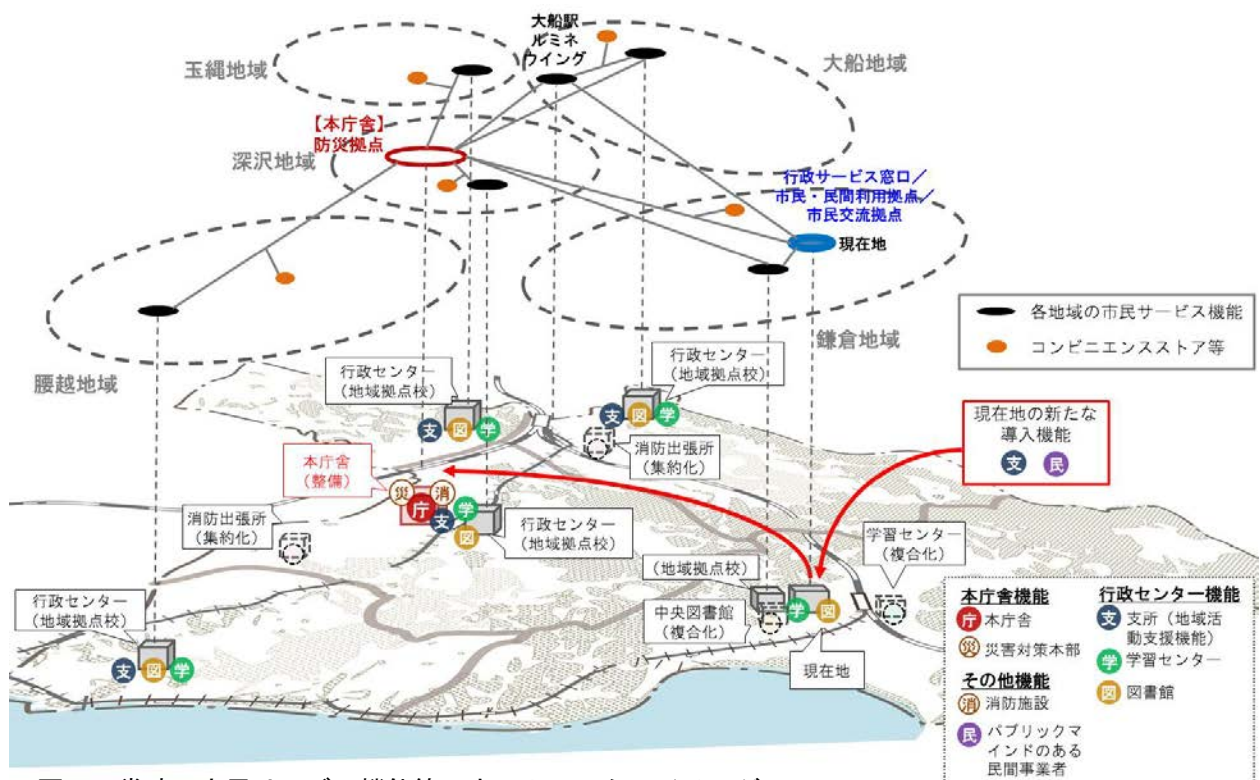 大船駅
ルミネ
ウイング
玉縄地域
大船地域
【本庁舎】
防災拠点
深沢地域
行政サービス窓口／
市民・民間利用拠点／
市民交流拠点
現在地
各地域の市民サービス機能
コンビニエンスストア等
鎌倉地域
腰越地域
行政センター
（地域拠点校）
支 図 学
行政センター
（地域拠点校）
支 図 学
消防出張所
（集約化）
現在地の新たな
導入機能
支 民
本庁舎
（整備）
災 消
庁
支
学
図
消防出張所
（集約化）
行政センター
（地域拠点校）
学習センター
（複合化）
（地域拠点校）
学 図
中央図書館
（複合化）
現在地
行政センター
（地域拠点校）
支 図 学
本庁舎機能
庁 本庁舎
災 災害対策本部
その他機能
消 消防施設
民 パブリックマ
インドのある
民間事業者
行政センター機能
支 支所（地域活
動支援機能）
学 学習センター
図 図書館